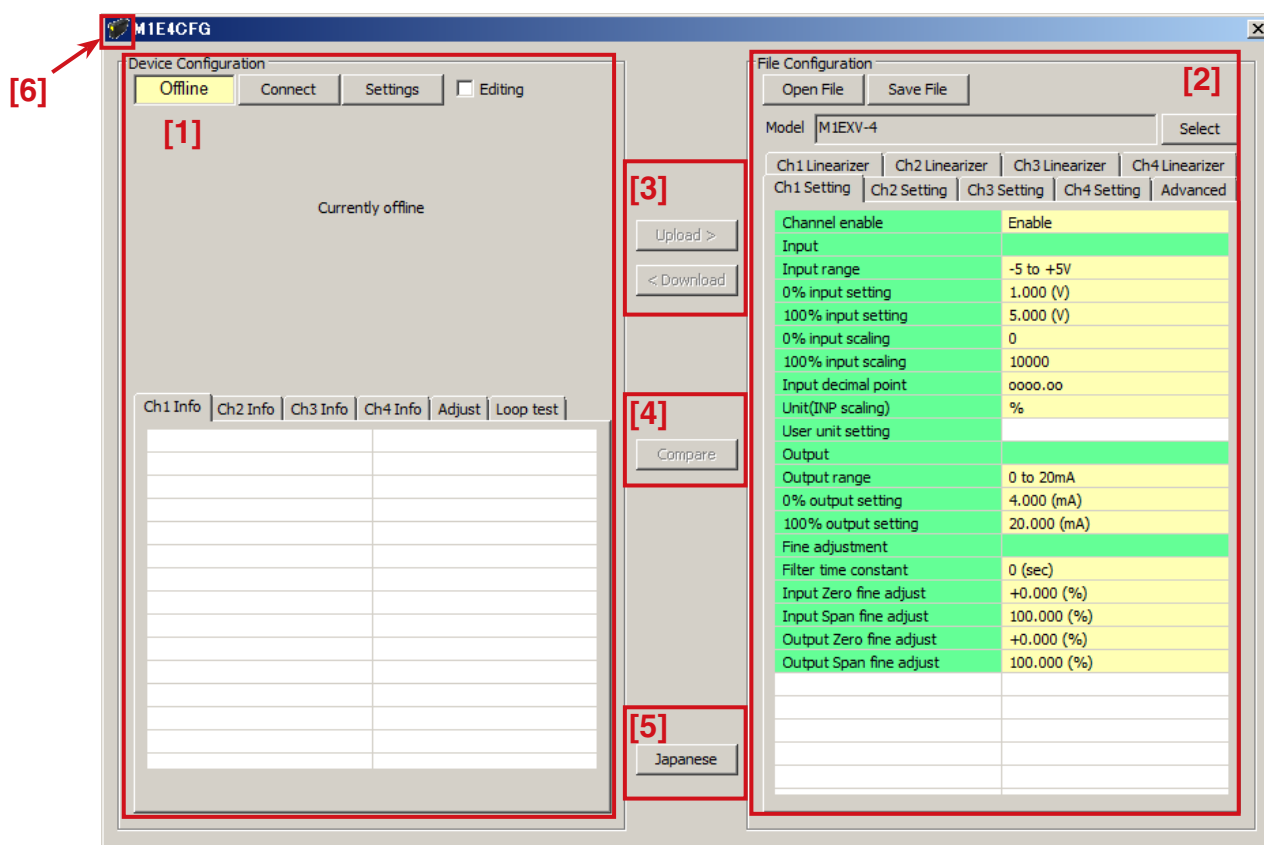 M1E4CFG
[6]
Device Configuration
Offline Connect Settings Editing
[1]
Currently offline
Ch1 Info Ch2 Info Ch3 Info Ch4 Info Adjust Loop test
[3]
Upload >
< Download
[4]
Compare
[5]
Japanese
File Configuration
Open File Save File
[2]
Model M1EXV-4 Select
Ch1 Linearizer Ch2 Linearizer Ch3 Linearizer Ch4 Linearizer
Ch1 Setting Ch2 Setting Ch3 Setting Ch4 Setting Advanced
Channel enable Enable
Input
Input range -5 to +5V
0% input setting 1.000 (V)
100% input setting 5.000 (V)
0% input scaling 0
100% input scaling 10000
Input decimal point oooo.oo
Unit(INP scaling) %
User unit setting
Output
Output range 0 to 20mA
0% output setting 4.000 (mA)
100% output setting 20.000 (mA)
Fine adjustment
Filter time constant 0 (sec)
Input Zero fine adjust +0.000 (%)
Input Span fine adjust 100.000 (%)
Output Zero fine adjust +0.000 (%)
Output Span fine adjust 100.000 (%)